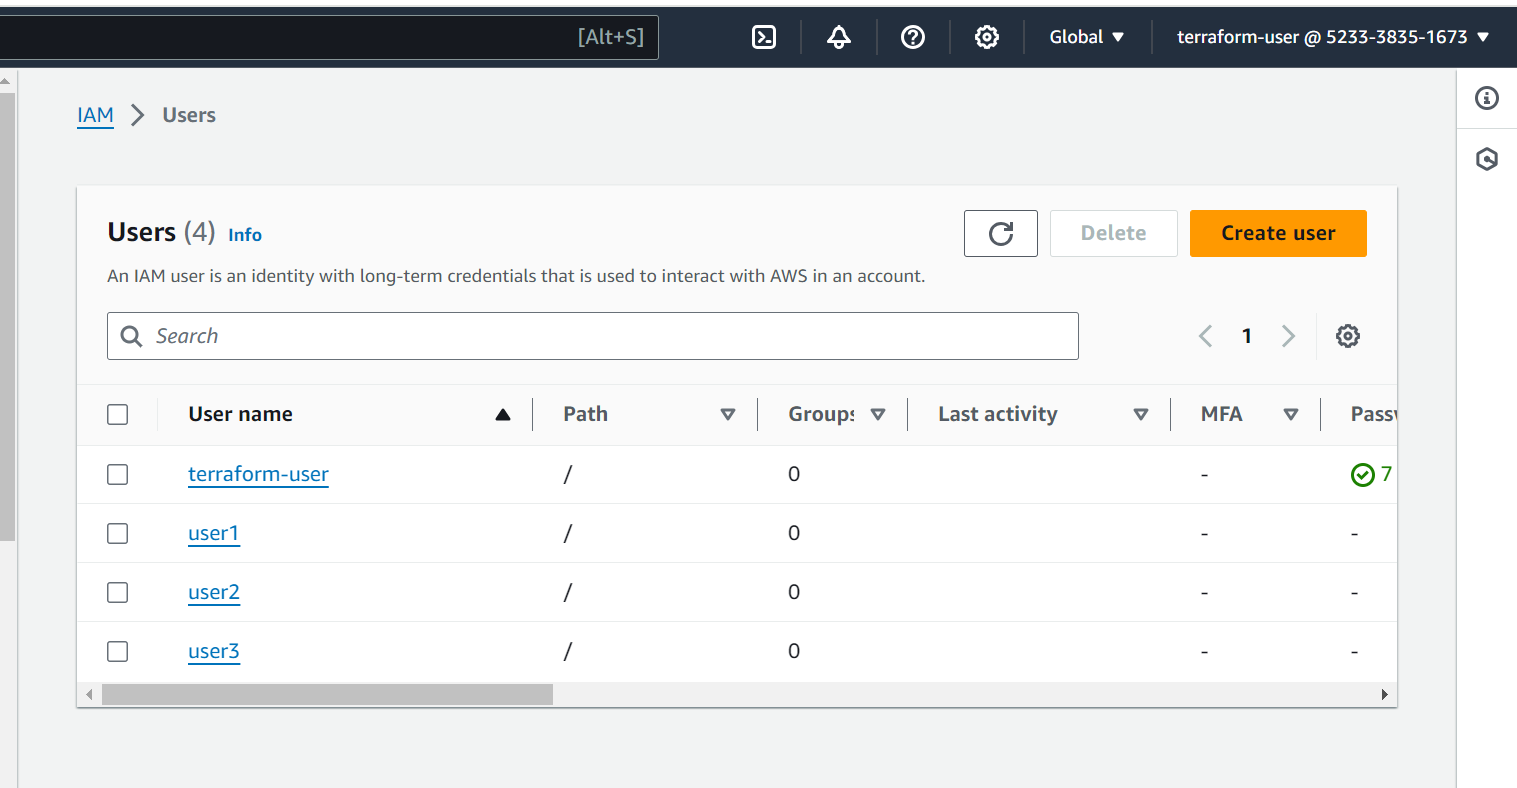 [Alt+S] Global terraform-user @ 5233-3835-1673
IAM Users
Users (4) Info Delete Create user
An IAM user is an identity with long-term credentials that is used to interact with AWS in an account.
Search 1
User name Path Groups Last activity MFA Passw
terraform-user / 0 - 7
user1 / 0 - -
user2 / 0 - -
user3 / 0 - -